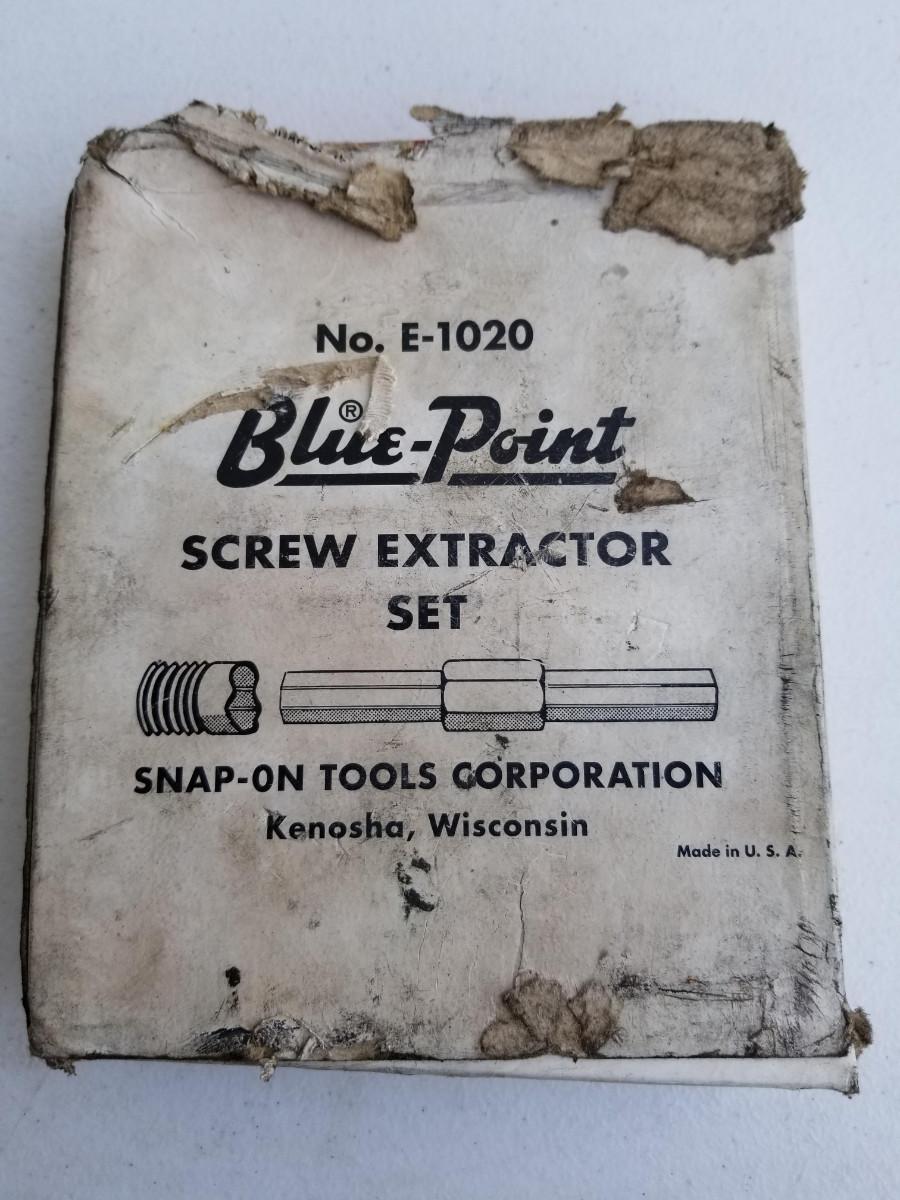 No. E-1020
Blue-Point®
SCREW EXTRACTOR
SET
SNAP-ON TOOLS CORPORATION
Kenosha, Wisconsin
Made in U. S. A.